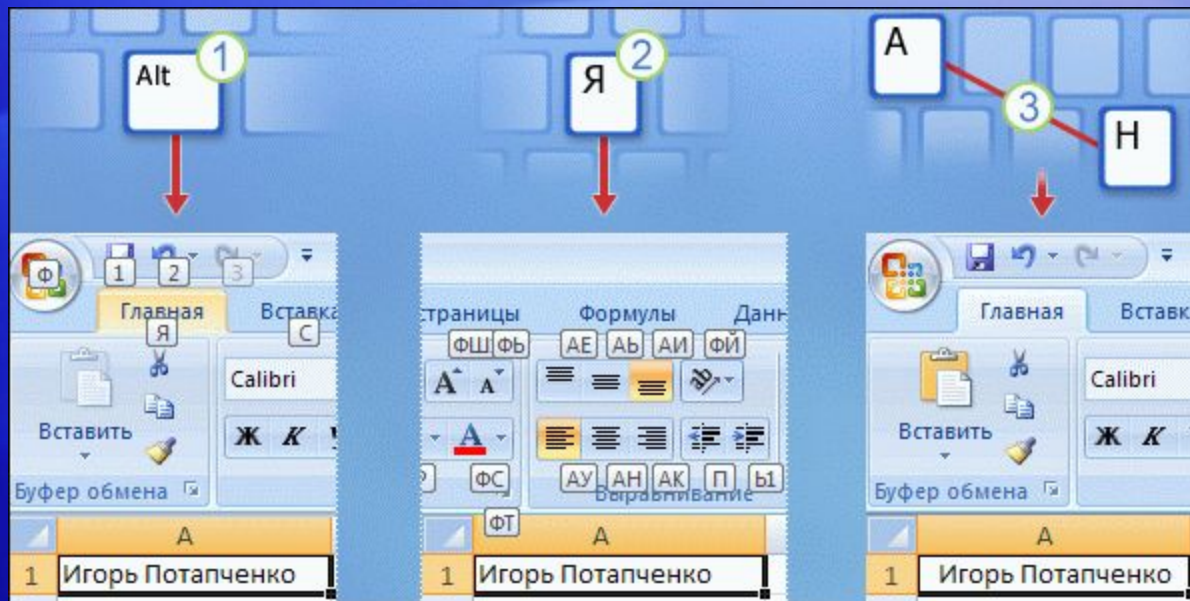 Alt 1
Я 2
А 3 Н
Ф 1 2 3
Главная Вставка
Я С
Calibri
Вставить
Ж К
Буфер обмена
A
1 Игорь Потапченко
траницы Формулы Данн
ФШ ФЬ АЕ АЬ АИ ФЙ
А А
А
ФС АУ АН АК П Ы1
Выравнивание
ФТ
A
1 Игорь Потапченко
Главная Вставк
Calibri
Вставить
Ж К
Буфер обмена
A
1 Игорь Потапченко